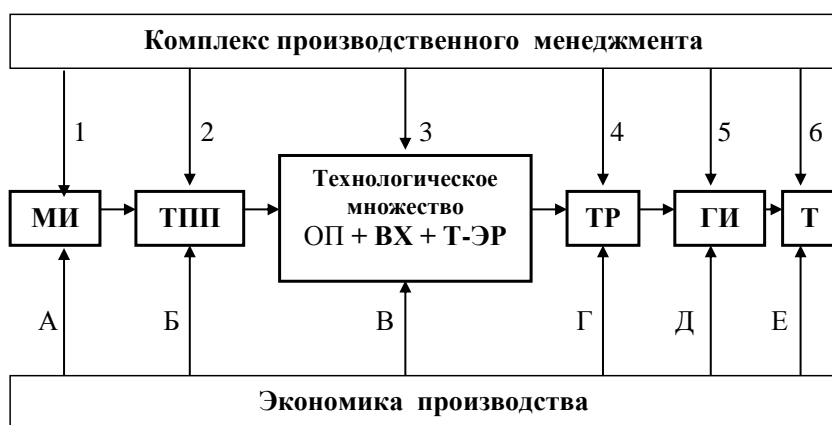 Комплекс производственного менеджмента
1 2 3 4 5 6
Технологическое
множество
МИ ТПП ОП + ВХ + Т-ЭР ТР ГИ Т
А Б В Г Д Е
Экономика производства